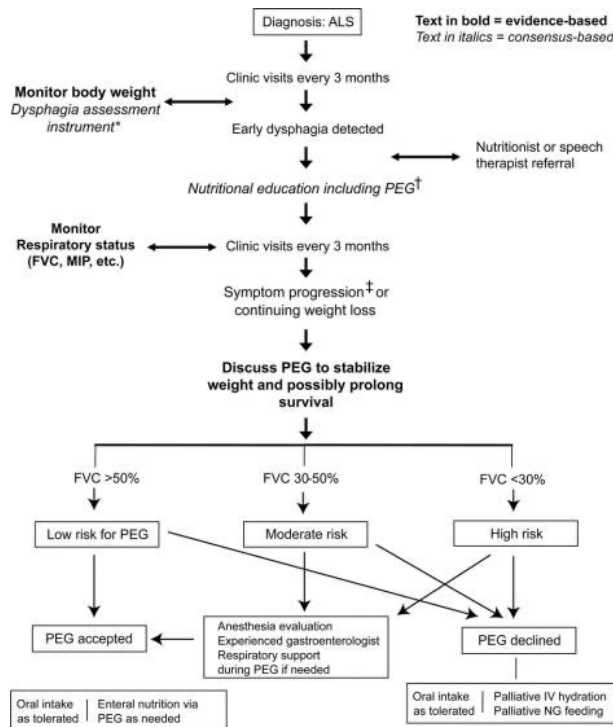 Diagnosis: ALS
Text in bold = evidence-based
Text in italics = consensus-based
Clinic visits every 3 months
Monitor body weight
Dysphagia assessment
instrument*
Early dysphagia detected
Nutritionist or speech
therapist referral
Nutritional education including PEG†
Monitor
Respiratory status
(FVC, MIP, etc.)
Clinic visits every 3 months
Symptom progression‡ or
continuing weight loss
Discuss PEG to stabilize
weight and possibly prolong
survival
FVC >50%
FVC 30-50%
FVC <30%
Low risk for PEG
Moderate risk
High risk
PEG accepted
Anesthesia evaluation
Experienced gastroenterologist
Respiratory support
during PEG if needed
PEG declined
Oral intake
as tolerated
Enteral nutrition via
PEG as needed
Oral intake
as tolerated
Palliative IV hydration
Palliative NG feeding